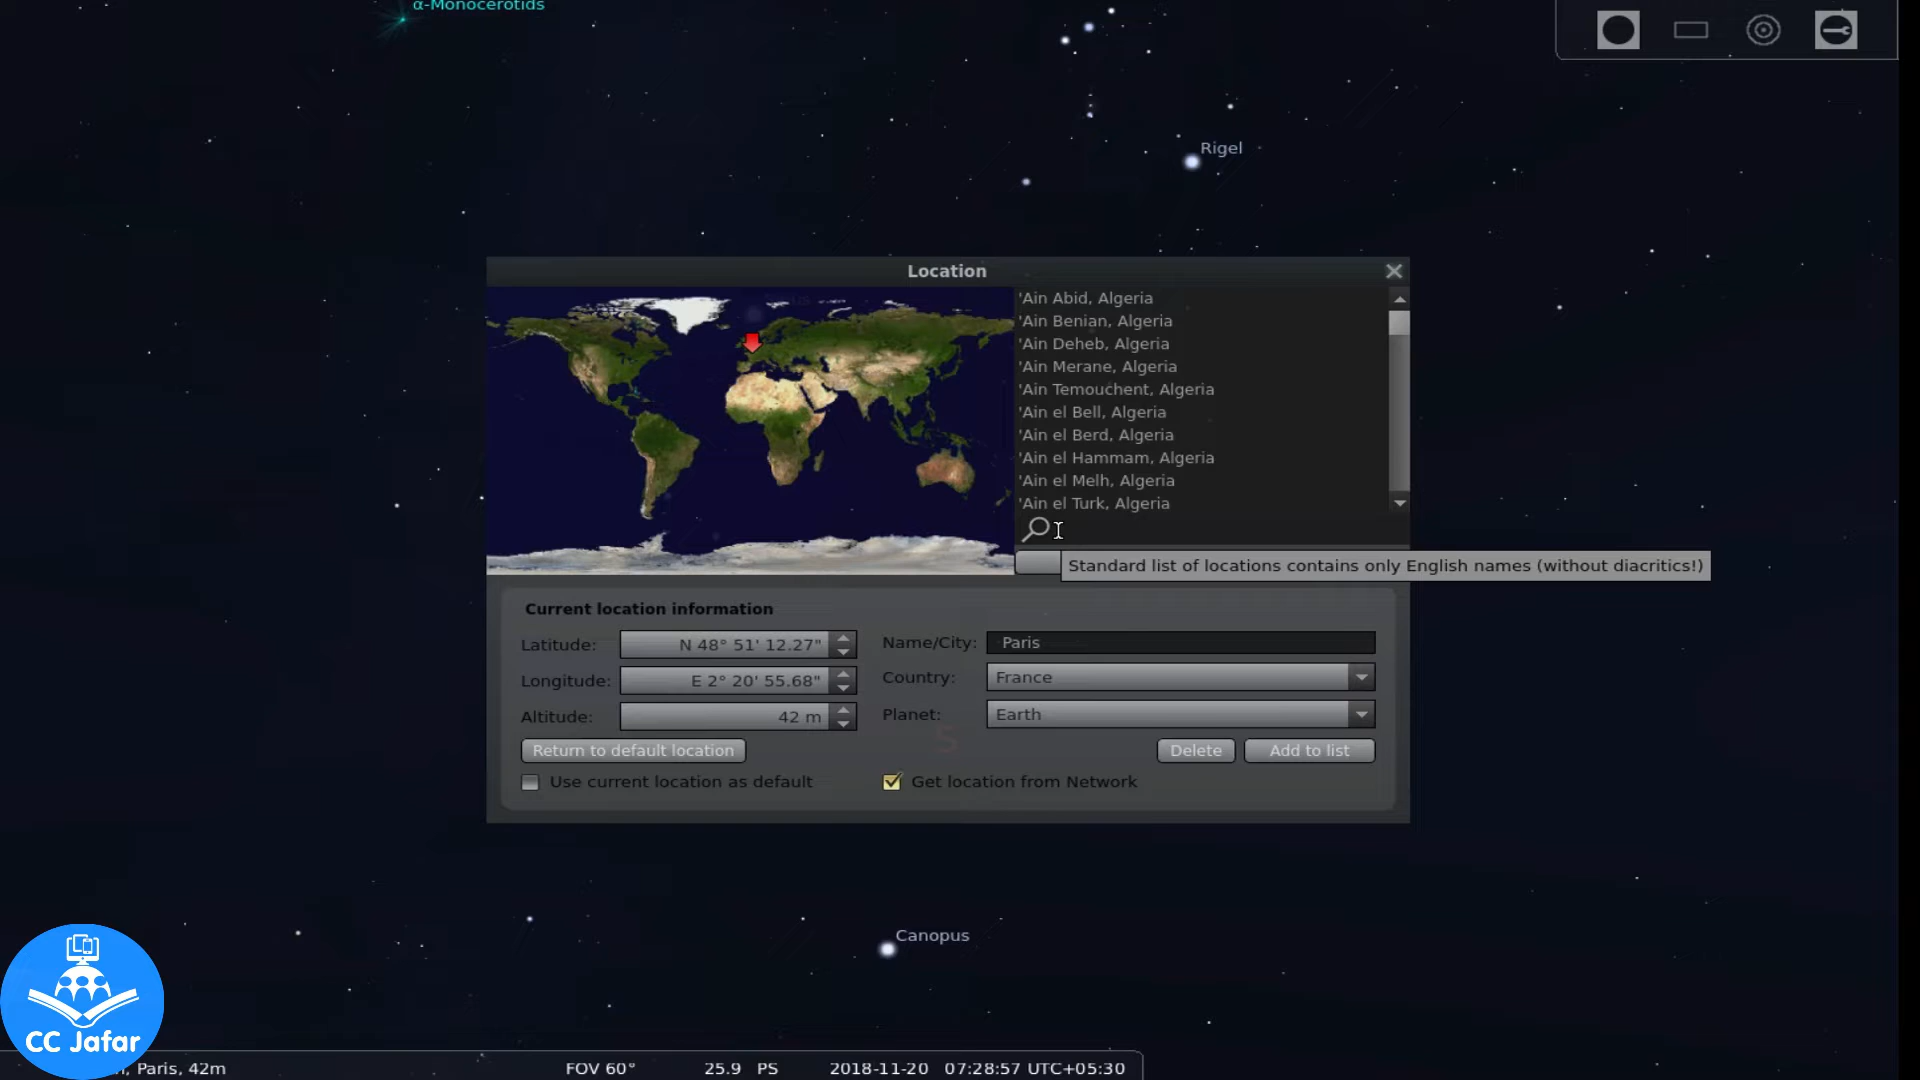 α-Monocerotids
Rigel
Location
'Ain Abid, Algeria
'Ain Benian, Algeria
'Ain Deheb, Algeria
'Ain Merane, Algeria
'Ain Temouchent, Algeria
'Ain el Bell, Algeria
'Ain el Berd, Algeria
'Ain el Hammam, Algeria
'Ain el Melh, Algeria
'Ain el Turk, Algeria
Standard list of locations contains only English names (without diacritics!)
Current location information
Latitude: N 48° 51' 12.27"
Longitude: E 2° 20' 55.68"
Altitude: 42 m
Name/City: Paris
Country: France
Planet: Earth
Return to default location
Delete
Add to list
Use current location as default
Get location from Network
S
Canopus
CC Jafar
Paris, 42m
FOV 60°
25.9 PS
2018-11-20 07:28:57 UTC+05:30